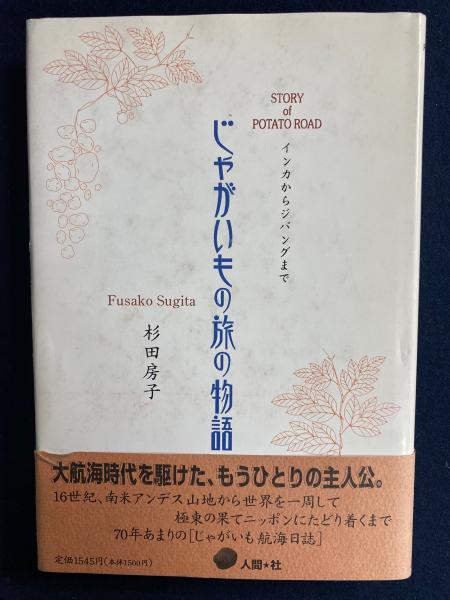 STORY
of
POTATO ROAD
インカからジパングまで
じゃがいもの旅の物語
Fusako Sugita
杉田房子
大航海時代を駆けた、もうひとりの主人公。
16世紀、南米アンデス山地から世界を一周して
極東の果てニッポンにたどり着くまで
70年あまりの[じゃがいも航海日誌]
定価1545円(本体1500円)
人間★社